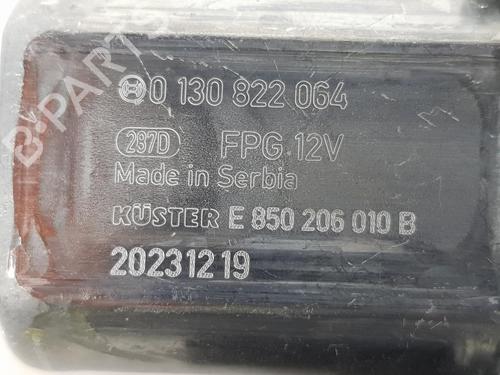 0 130 822 064
297D FPG 12V
Made in Serbia
KÜSTER E 850 206 010 B
20231219
B-PARTS